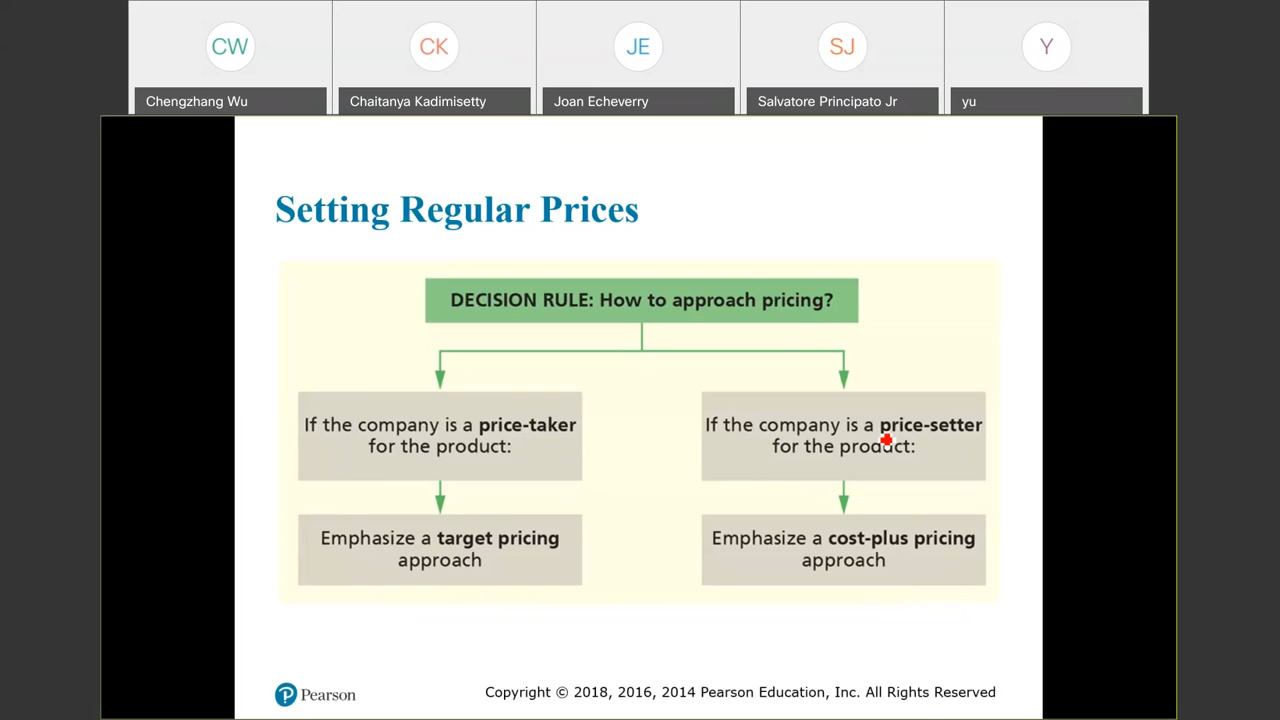 CW
CK
JE
SJ
Y
Chengzhang Wu
Chaitanya Kadimisetty
Joan Echeverry
Salvatore Principato Jr
yu
Setting Regular Prices
DECISION RULE: How to approach pricing?
If the company is a price-taker
for the product:
If the company is a price-setter
for the product:
Emphasize a target pricing
approach
Emphasize a cost-plus pricing
approach
P Pearson
Copyright © 2018, 2016, 2014 Pearson Education, Inc. All Rights Reserved